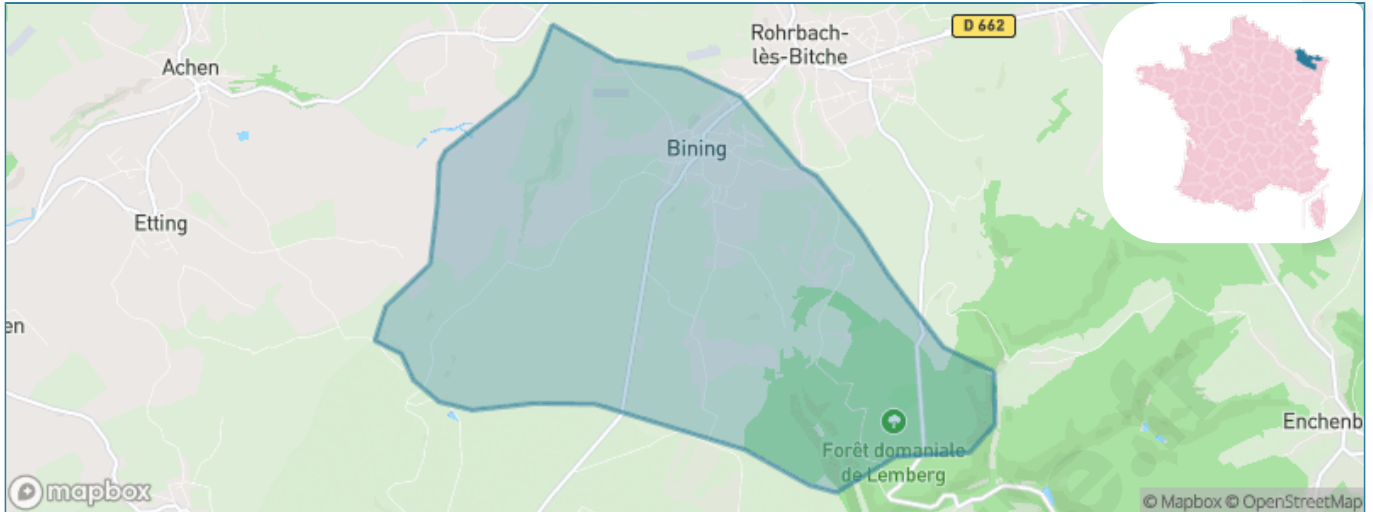 Rohrbach-
lès-Bitche
D 662
Achen
Bining
Etting
en
Enchenb
Forêt domaniale
de Lemberg
mapbox
© Mapbox © OpenStreetMap